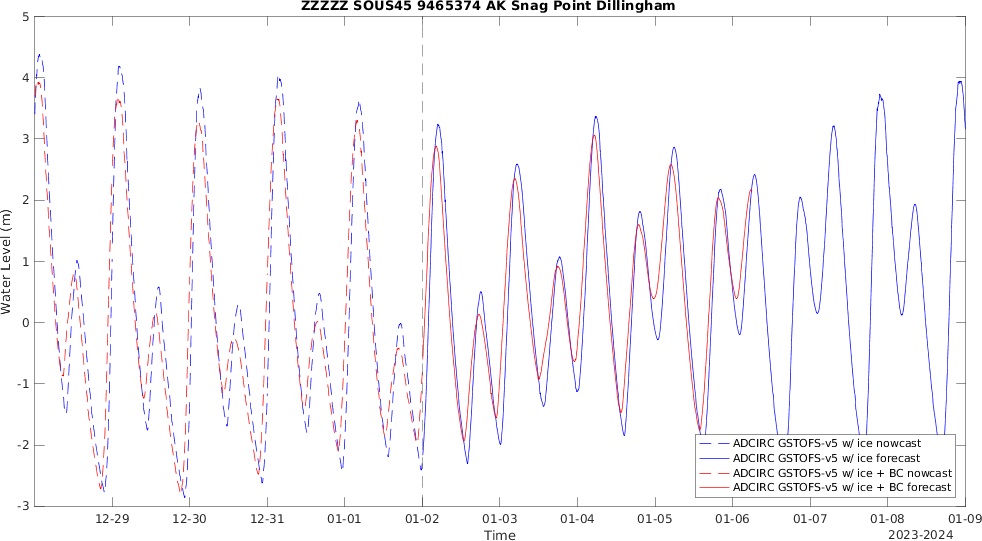 ZZZZZ SOUS45 9465374 AK Snag Point Dillingham
5
4
3
2
1
0
-1
-2
-3
Water Level (m)
ADCIRC GSTOFS-v5 w/ ice nowcast
ADCIRC GSTOFS-v5 w/ ice forecast
ADCIRC GSTOFS-v5 w/ ice + BC nowcast
ADCIRC GSTOFS-v5 w/ ice + BC forecast
12-29 12-30 12-31 01-01 01-02 01-03 01-04 01-05 01-06 01-07 01-08 01-09
Time
2023-2024